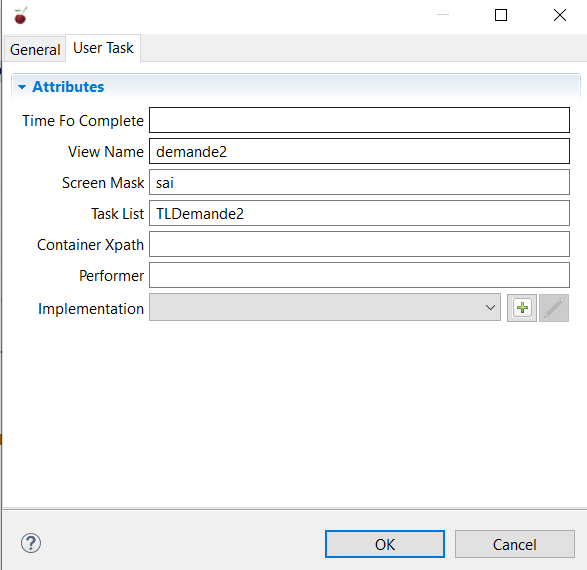 General
User Task
Attributes
Time Fo Complete
View Name demande2
Screen Mask sai
Task List TLDemande2
Container Xpath
Performer
Implementation
OK
Cancel